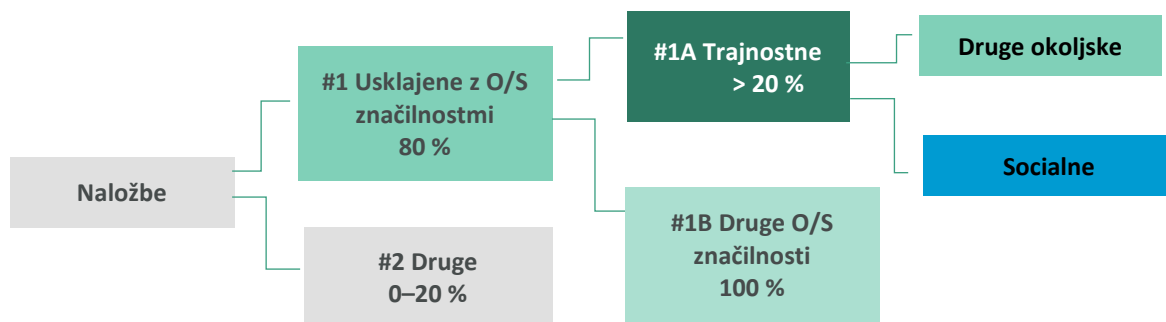 Naložbe
#1 Usklajene z O/S
značilnostmi
80 %
#2 Druge
0–20 %
#1A Trajnostne
> 20 %
#1B Druge O/S
značilnosti
100 %
Druge okoljske
Socialne